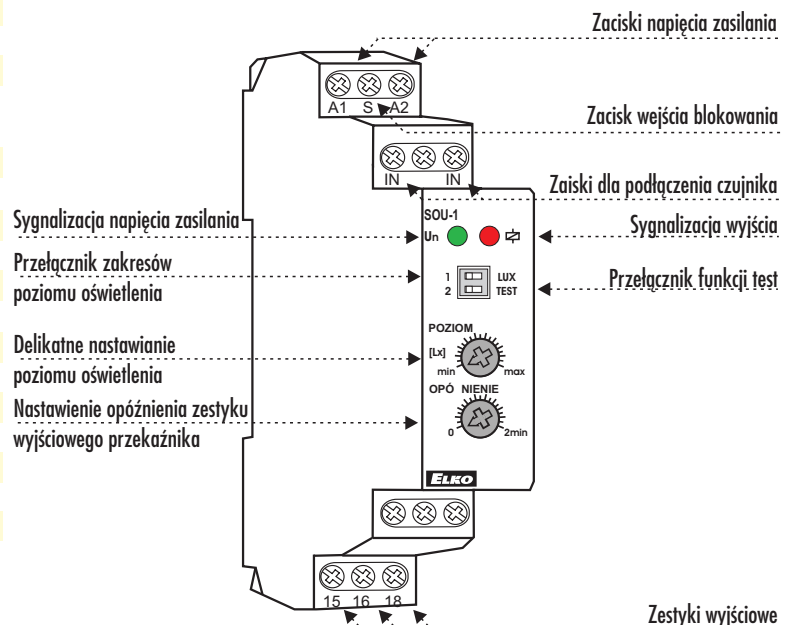 Zaciski napięcia zasilania
A1 S A2
Zacisk wejścia blokowania
IN IN
Zaiski dla podłączenia czujnika
SOU-1
Sygnalizacja napięcia zasilania
Un
Sygnalizacja wyjścia
Przełącznik zakresów
poziomu oświetlenia
1 LUX
2 TEST
Przełącznik funkcji test
POZIOM
[Lx]
min max
Delikatne nastawianie
poziomu oświetlenia
OPÓ NIENIE
0 2min
Nastawienie opóźnienia zestyku
wyjściowego przekaźnika
ELKO
15 16 18
Zestyki wyjściowe